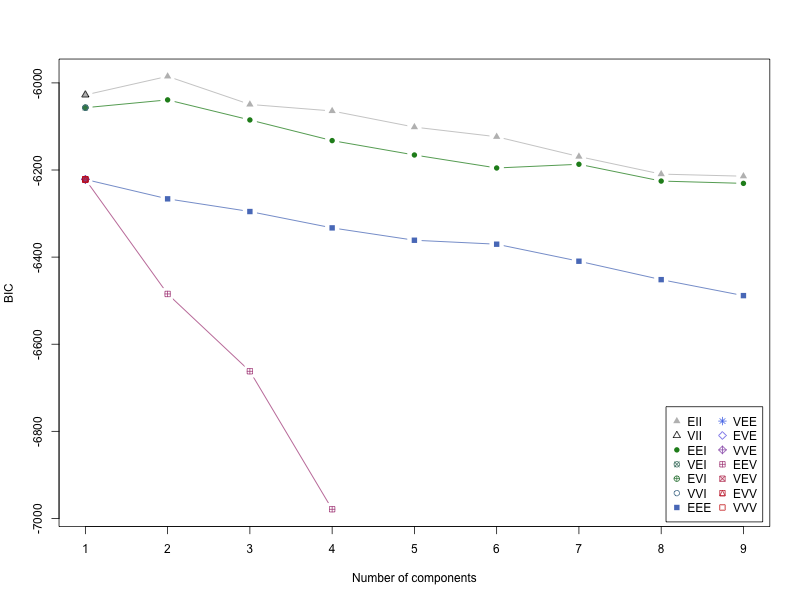 -6000
-6200
-6400
-6600
-6800
-7000
BIC
EII VEE
VII EVE
EEI VVE
VEI EEV
EVI VEV
VVI EVV
EEE VVV
1 2 3 4 5 6 7 8 9
Number of components